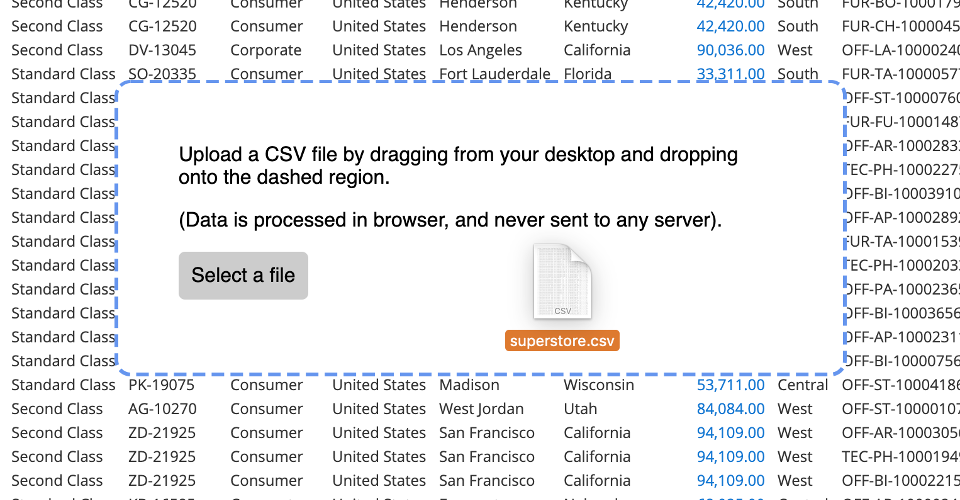 Second Class CG-12520 Consumer United States Henderson Kentucky 42,420.00 South FUR-BO-1000179
Second Class CG-12520 Consumer United States Henderson Kentucky 42,420.00 South FUR-CH-1000045
Second Class DV-13045 Corporate United States Los Angeles California 90,036.00 West OFF-LA-1000024
Standard Class SO-20335 Consumer United States Fort Lauderdale Florida 33,311.00 South FUR-TA-1000057
Standard Class OFF-ST-1000076
Standard Class FUR-FU-1000148
Standard Class OFF-AR-1000283
Standard Class TEC-PH-1000227
Standard Class OFF-BI-10003910
Standard Class OFF-AP-1000289
Standard Class FUR-TA-1000153
Standard Class TEC-PH-1000203
Standard Class OFF-PA-1000236
Standard Class OFF-BI-10003656
Standard Class OFF-AP-1000231
Standard Class OFF-BI-10000756
Upload a CSV file by dragging from your desktop and dropping
onto the dashed region.
(Data is processed in browser, and never sent to any server).
Select a file
CSV
superstore.csv
Standard Class PK-19075 Consumer United States Madison Wisconsin 53,711.00 Central OFF-ST-1000418
Second Class AG-10270 Consumer United States West Jordan Utah 84,084.00 West OFF-ST-1000010
Second Class ZD-21925 Consumer United States San Francisco California 94,109.00 West OFF-AR-1000305
Second Class ZD-21925 Consumer United States San Francisco California 94,109.00 West TEC-PH-1000194
Second Class ZD-21925 Consumer United States San Francisco California 94,109.00 West OFF-BI-10002215